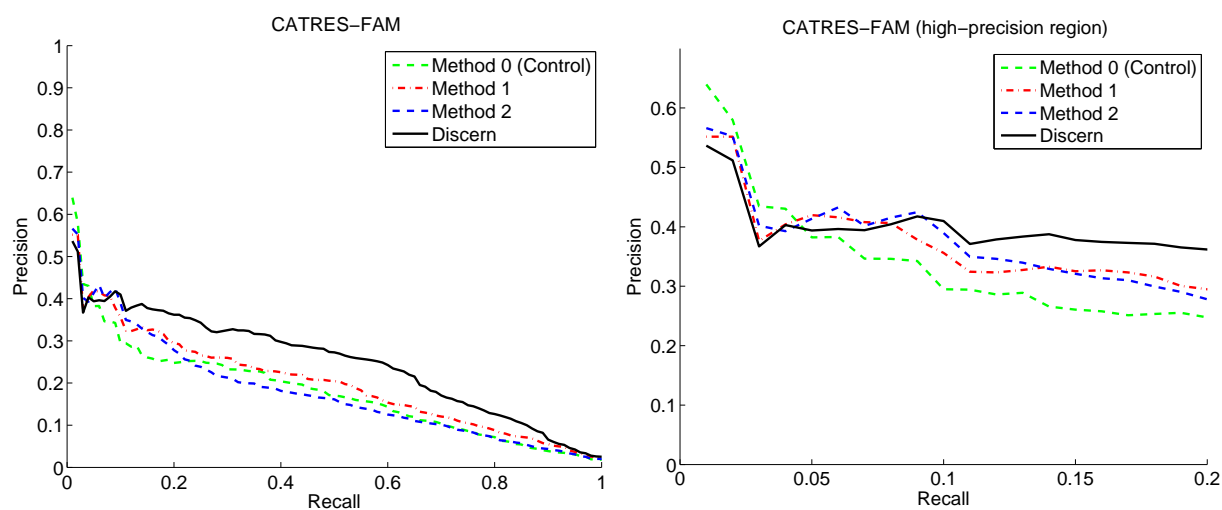 CATRES−FAM
1
0.9
0.8
0.7
0.6
0.5
0.4
0.3
0.2
0.1
0
Precision
Method 0 (Control)
Method 1
Method 2
Discern
0 0.2 0.4 0.6 0.8 1
Recall
CATRES−FAM (high−precision region)
0.6
0.5
0.4
0.3
0.2
0.1
0
Precision
Method 0 (Control)
Method 1
Method 2
Discern
0 0.05 0.1 0.15 0.2
Recall